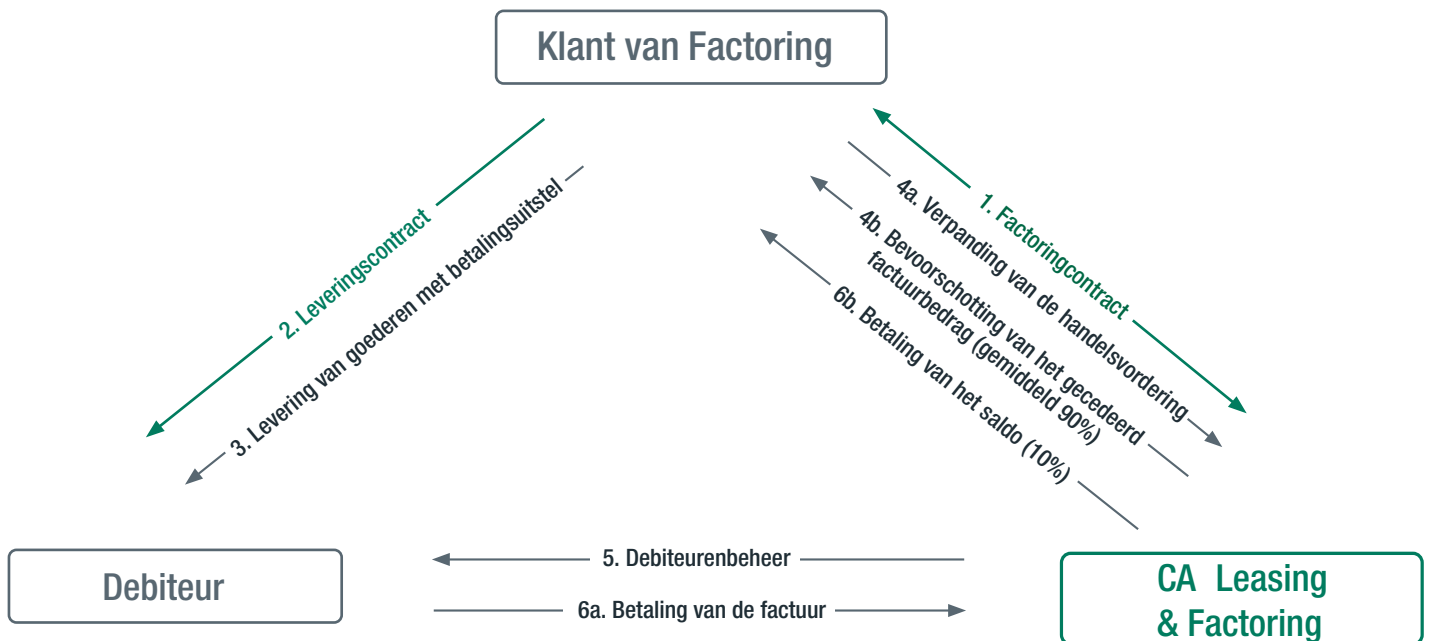 Klant van Factoring
1. Factoringcontract
2. Leveringscontract
3. Levering van goederen met betalingsuitstel
4a. Verpanding van de handelsvordering
4b. Bevoorschotting van het gecedeerd
factuurbedrag (gemiddeld 90%)
6b. Betaling van het saldo (10%)
5. Debiteurenbeheer
6a. Betaling van de factuur
Debiteur
CA Leasing
& Factoring